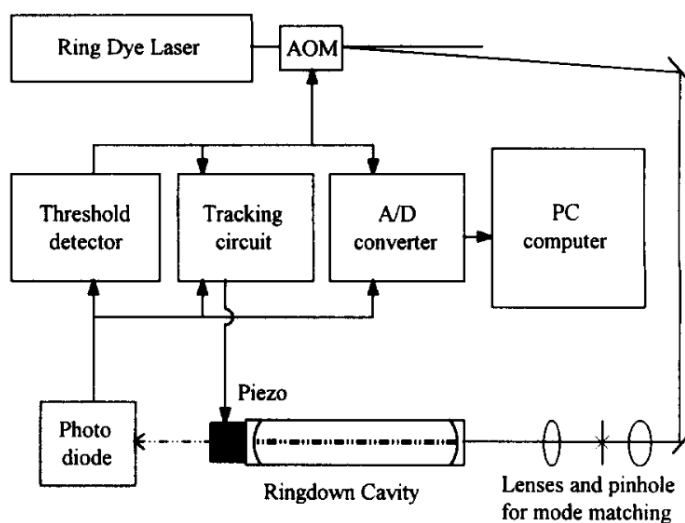 Ring Dye Laser
AOM
Threshold
detector
Tracking
circuit
A/D
converter
PC
computer
Piezo
Photo
diode
Ringdown Cavity
Lenses and pinhole
for mode matching